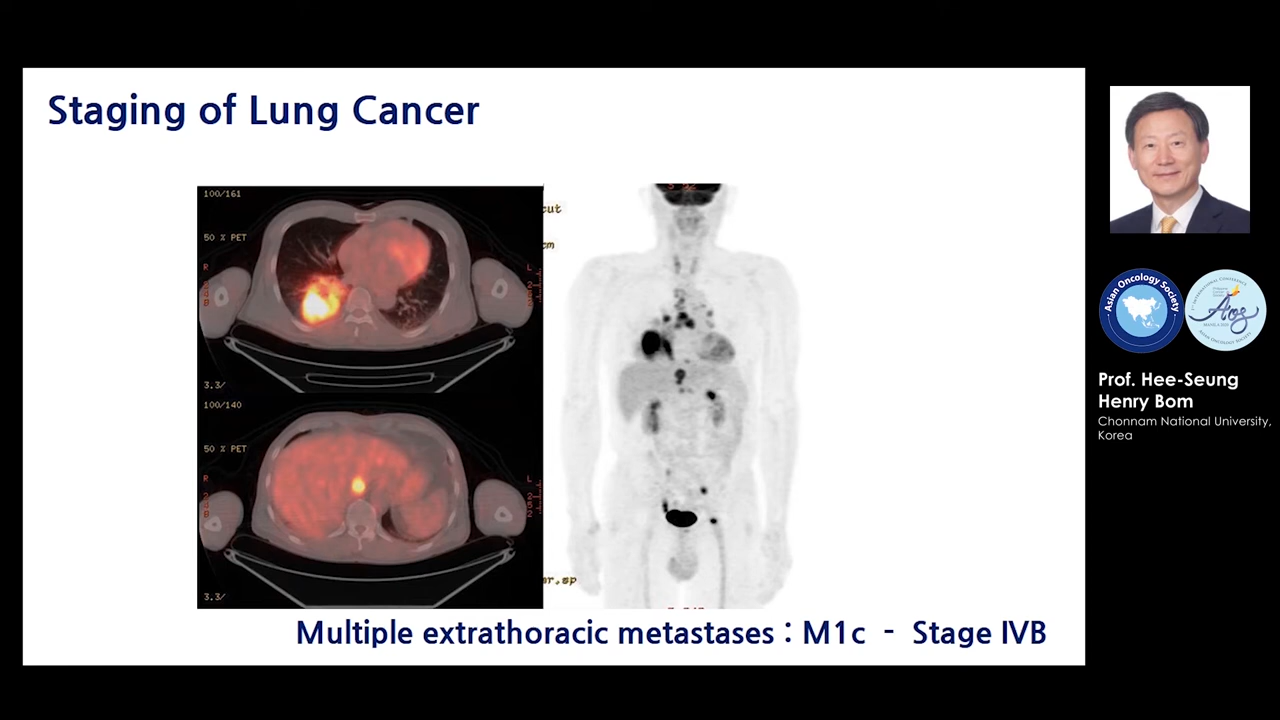 Staging of Lung Cancer
100/161
50 % PET
R
L
3.3/
100/140
50 % PET
R
L
3.3/
cut
cm
Multiple extrathoracic metastases : M1c - Stage IVB
Asian Oncology Society
Prof. Hee-Seung
Henry Bom
Chonnam National University,
Korea